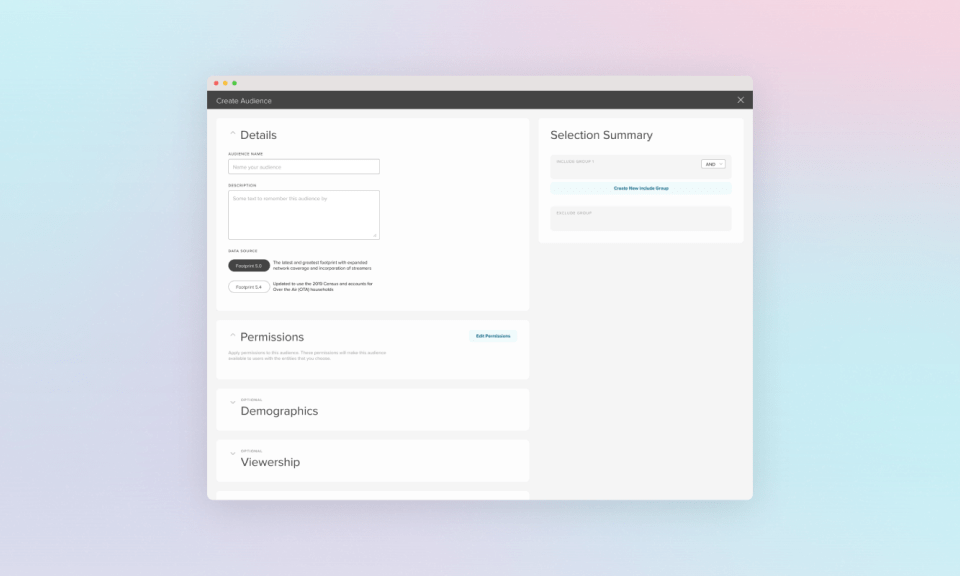 Create Audience
Details
AUDIENCE NAME
Name your audience
DESCRIPTION
Some text to remember this audience by
DATA SOURCE
Footprint 5.0
The latest and greatest footprint with expanded
network coverage and incorporation of streamers
Footprint 5.4
Updated to use the 2019 Census and accounts for
Over the Air (OTA) households
Permissions
Edit Permissions
Apply permissions to this audience. These permissions will make this audience
available to users with the entities that you choose.
OPTIONAL
Demographics
OPTIONAL
Viewership
Selection Summary
INCLUDE GROUP 1
AND
Create New Include Group
EXCLUDE GROUP